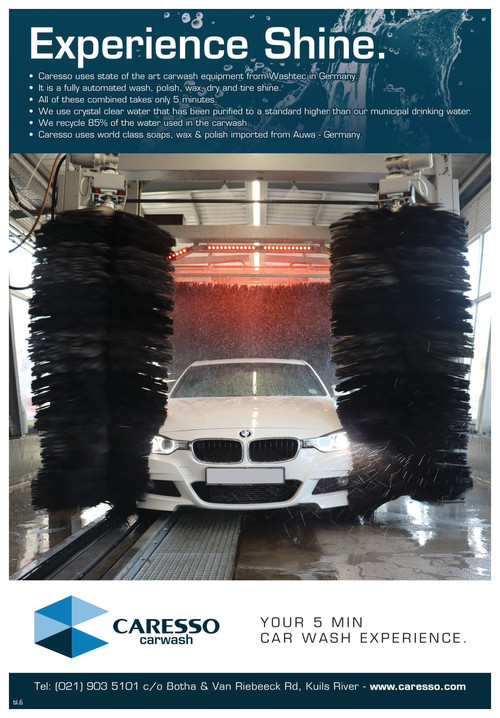 Experience Shine.
• Caresso uses state of the art carwash equipment from Washtec in Germany.
• It is a fully automated wash, polish, wax, dry and tire shine.
• All of these combined takes only 5 minutes.
• We use crystal clear water that has been purified to a standard higher than our municipal drinking water.
• We recycle 85% of the water used in the carwash.
• Caresso uses world class soaps, wax & polish imported from Auwa - Germany.
CARESSO
carwash
YOUR 5 MIN
CAR WASH EXPERIENCE.
Tel: (021) 903 5101 c/o Botha & Van Riebeeck Rd, Kuils River - www.caresso.com